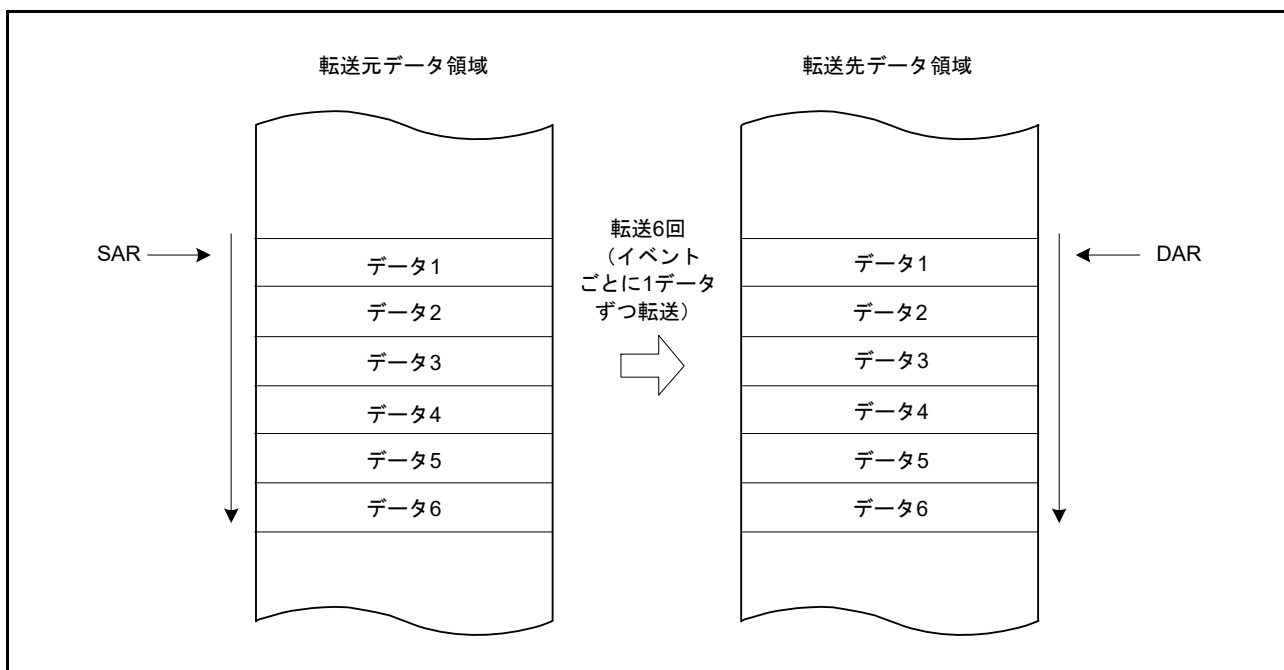 転送元データ領域
転送先データ領域
SAR
データ1
データ2
データ3
データ4
データ5
データ6
転送6回
（イベント
ごとに1データ
ずつ転送）
データ1
データ2
データ3
データ4
データ5
データ6
DAR